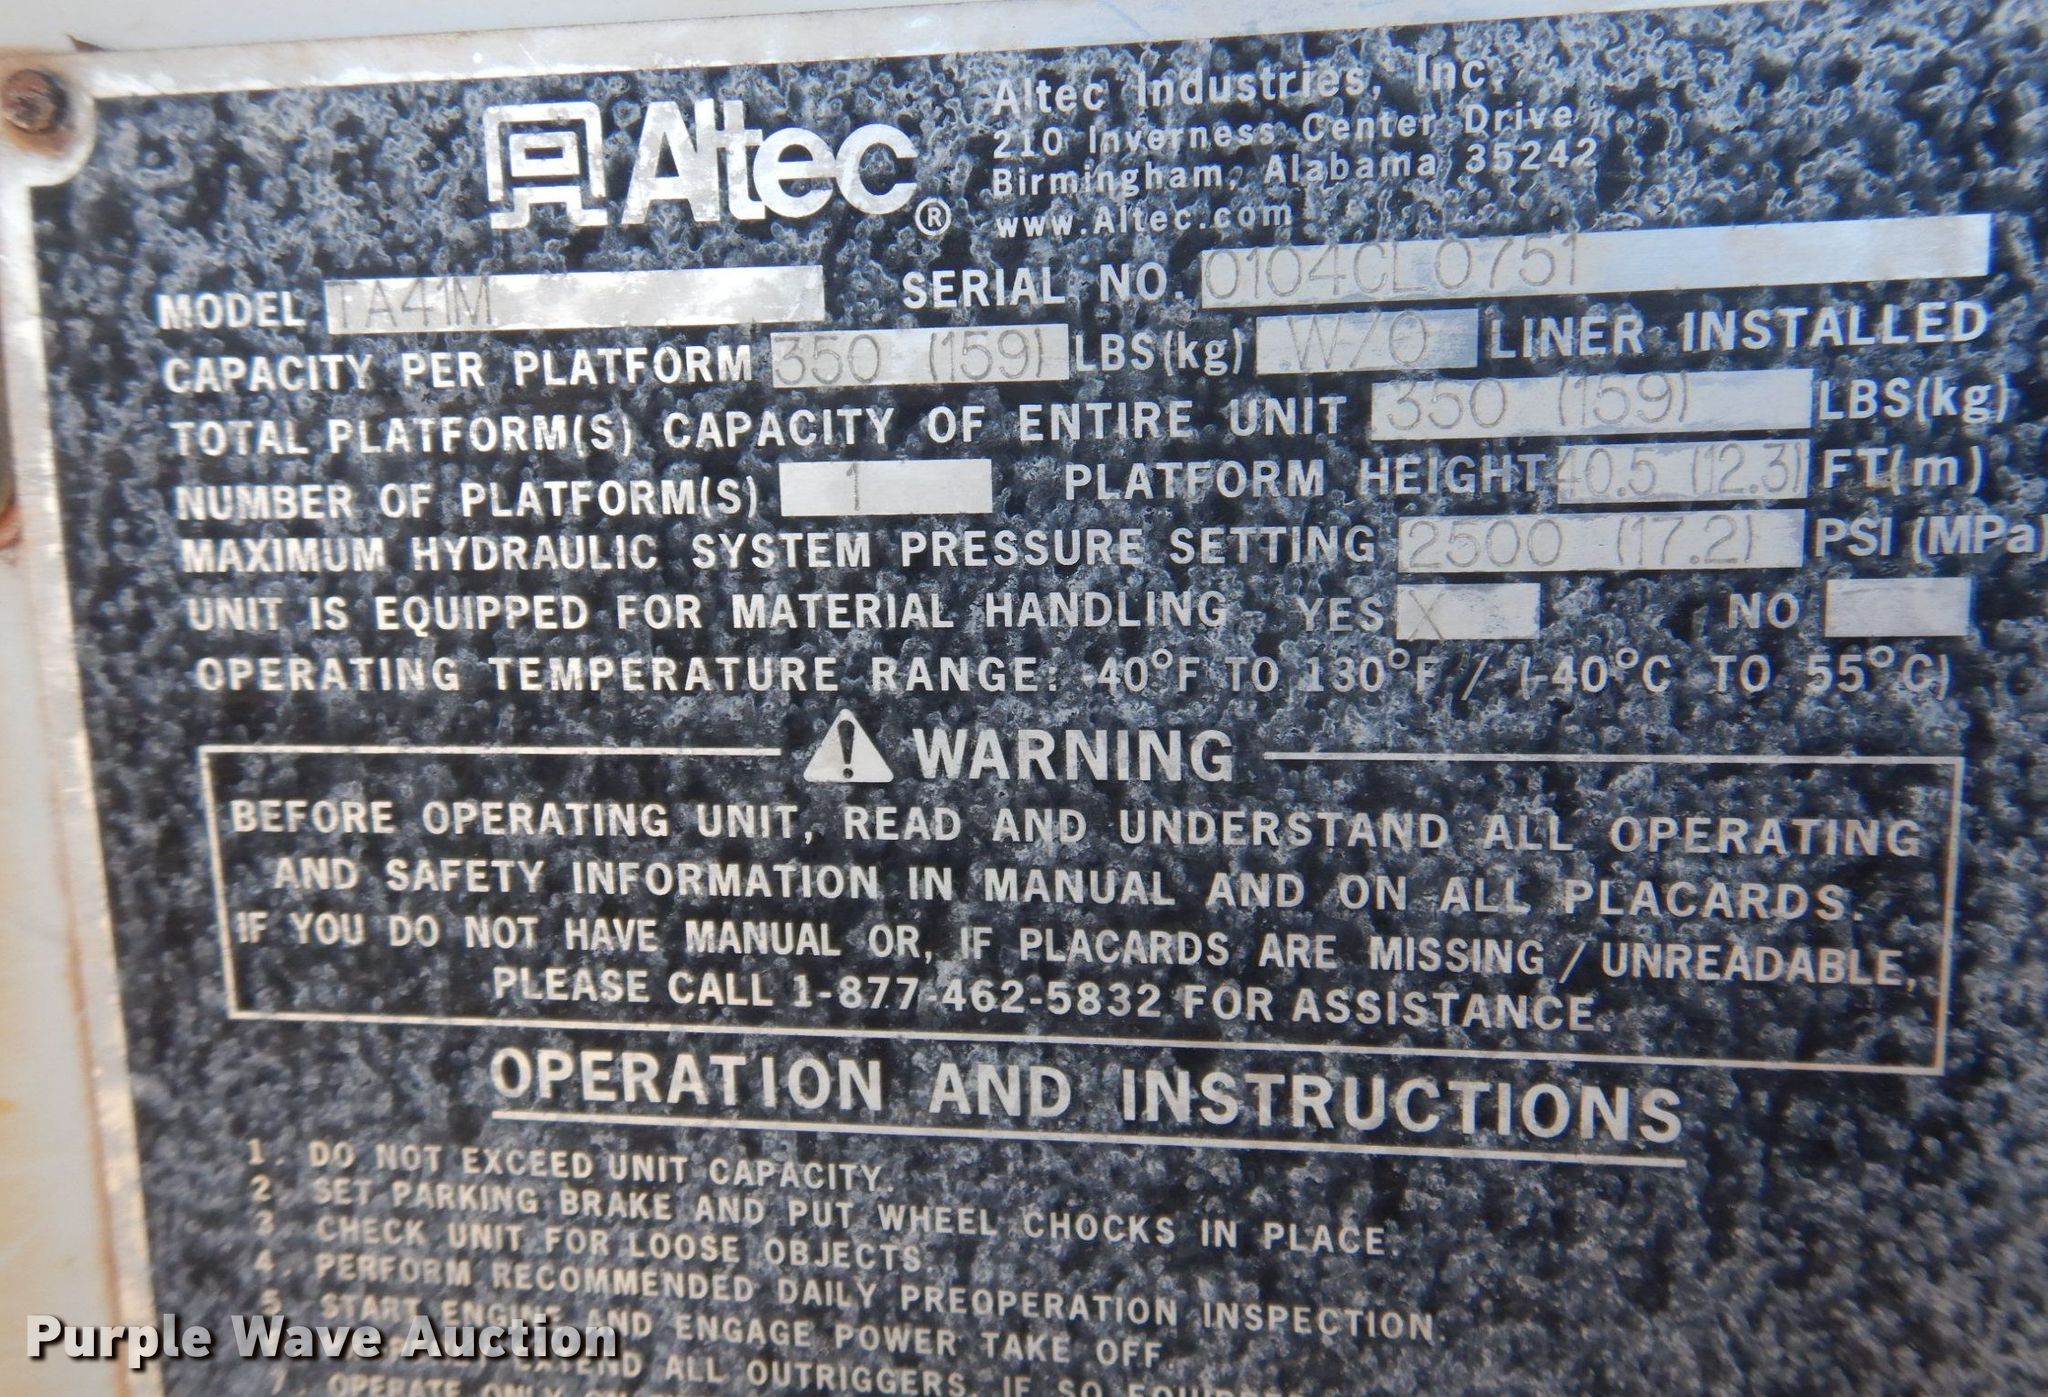 Altec®
Altec Industries, Inc.
210 Inverness Center Drive
Birmingham, Alabama 35242
www.Altec.com
MODEL TA41M SERIAL NO. 0104CL0751
CAPACITY PER PLATFORM 350 (159) LBS(kg) W/O LINER INSTALLED
TOTAL PLATFORM(S) CAPACITY OF ENTIRE UNIT 350 (159) LBS(kg)
NUMBER OF PLATFORM(S) 1 PLATFORM HEIGHT 40.5 (12.3) FT(m)
MAXIMUM HYDRAULIC SYSTEM PRESSURE SETTING 2500 (17.2) PSI (MPa)
UNIT IS EQUIPPED FOR MATERIAL HANDLING YES X NO
OPERATING TEMPERATURE RANGE: -40°F TO 130°F / (-40°C TO 55°C)
WARNING
BEFORE OPERATING UNIT, READ AND UNDERSTAND ALL OPERATING
AND SAFETY INFORMATION IN MANUAL AND ON ALL PLACARDS.
IF YOU DO NOT HAVE MANUAL OR, IF PLACARDS ARE MISSING / UNREADABLE,
PLEASE CALL 1-877-462-5832 FOR ASSISTANCE.
OPERATION AND INSTRUCTIONS
1. DO NOT EXCEED UNIT CAPACITY.
2. SET PARKING BRAKE AND PUT WHEEL CHOCKS IN PLACE.
3. CHECK UNIT FOR LOOSE OBJECTS.
4. PERFORM RECOMMENDED DAILY PREOPERATION INSPECTION.
5. START ENGINE AND ENGAGE POWER TAKE OFF.
EXTEND ALL OUTRIGGERS, IF SO
7. OPERATE ONLY
Purple Wave Auction